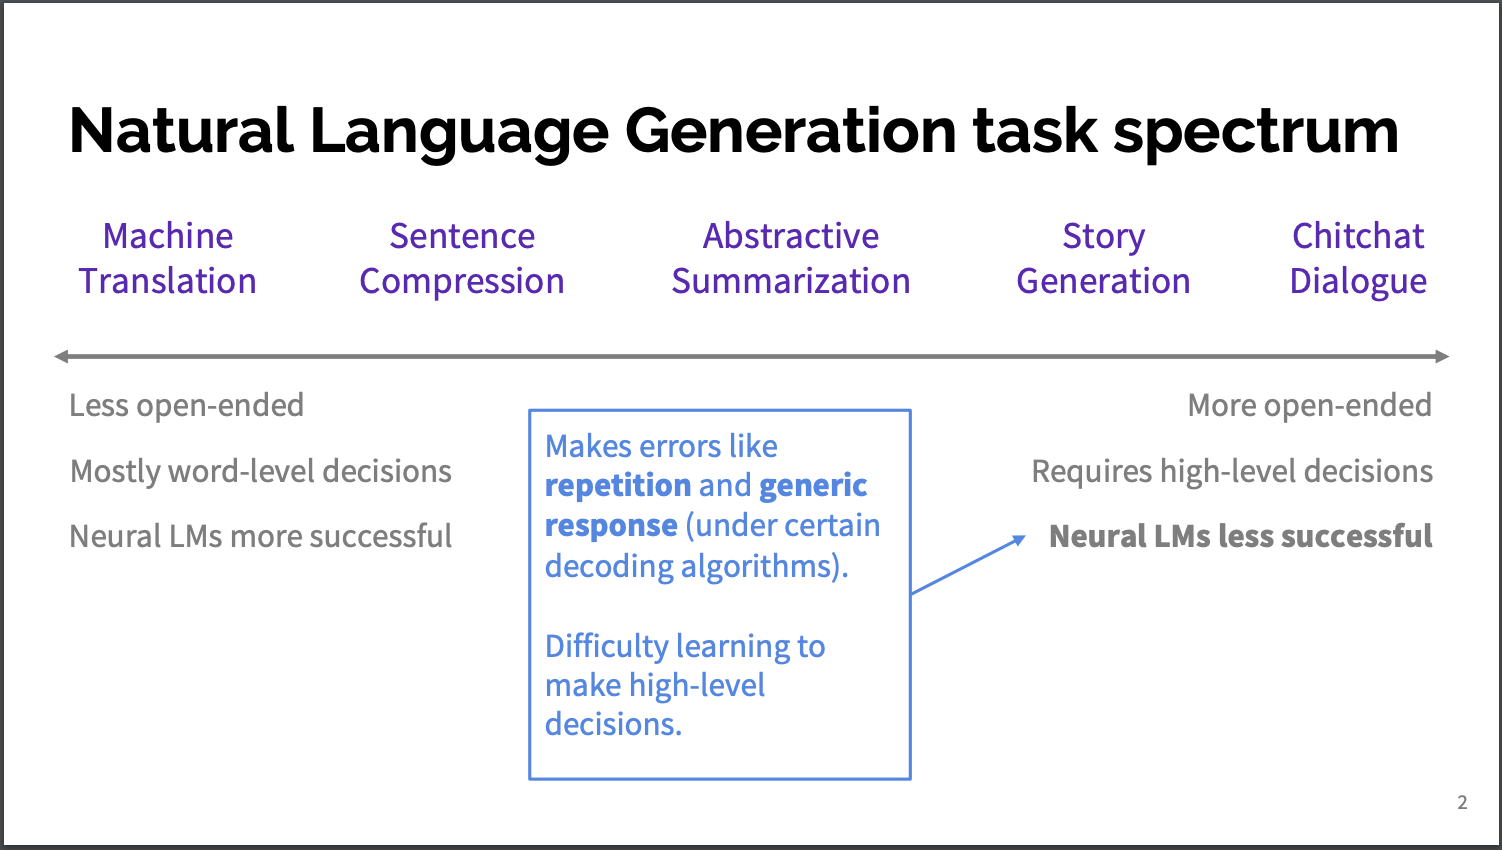 Natural Language Generation task spectrum
Machine
Translation
Sentence
Compression
Abstractive
Summarization
Story
Generation
Chitchat
Dialogue
Less open-ended
Mostly word-level decisions
Neural LMs more successful
Makes errors like
repetition and generic
response (under certain
decoding algorithms).
Difficulty learning to
make high-level
decisions.
More open-ended
Requires high-level decisions
Neural LMs less successful
2